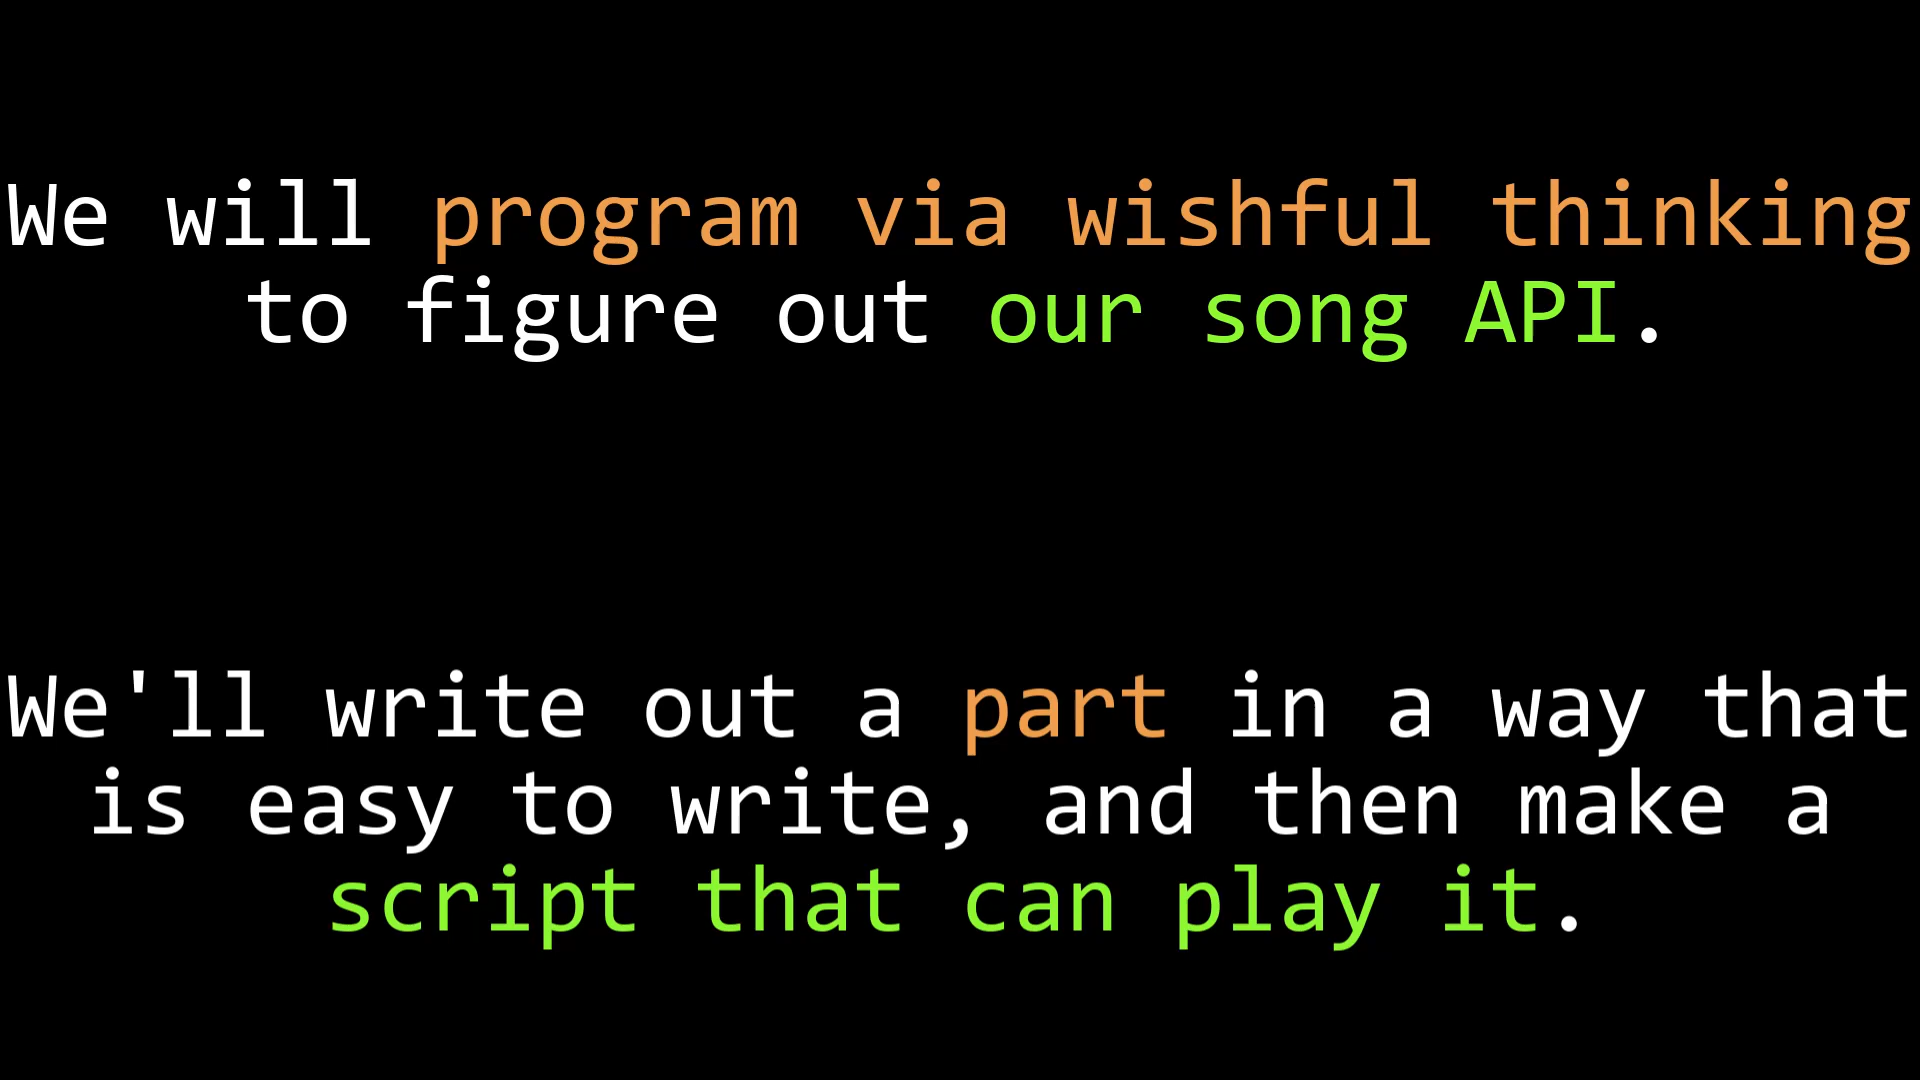 We will program via wishful thinking
to figure out our song API.
We'll write out a part in a way that
is easy to write, and then make a
script that can play it.